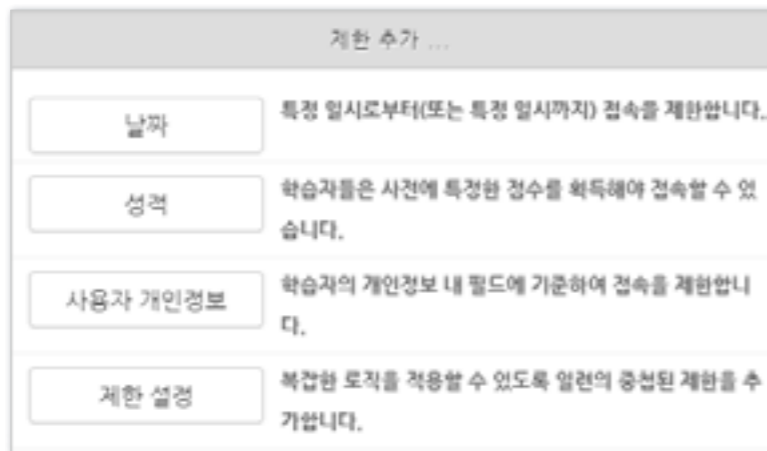 제한 추가 ...
날짜
특정 일시로부터(또는 특정 일시까지) 접속을 제한합니다.
성적
학습자들은 사전에 특정한 점수를 획득해야 접속할 수 있
습니다.
사용자 개인정보
학습자의 개인정보 내 필드에 기준하여 접속을 제한합니
다.
제한 설정
복잡한 로직을 적용할 수 있도록 일련의 중첩된 제한을 추
가합니다.